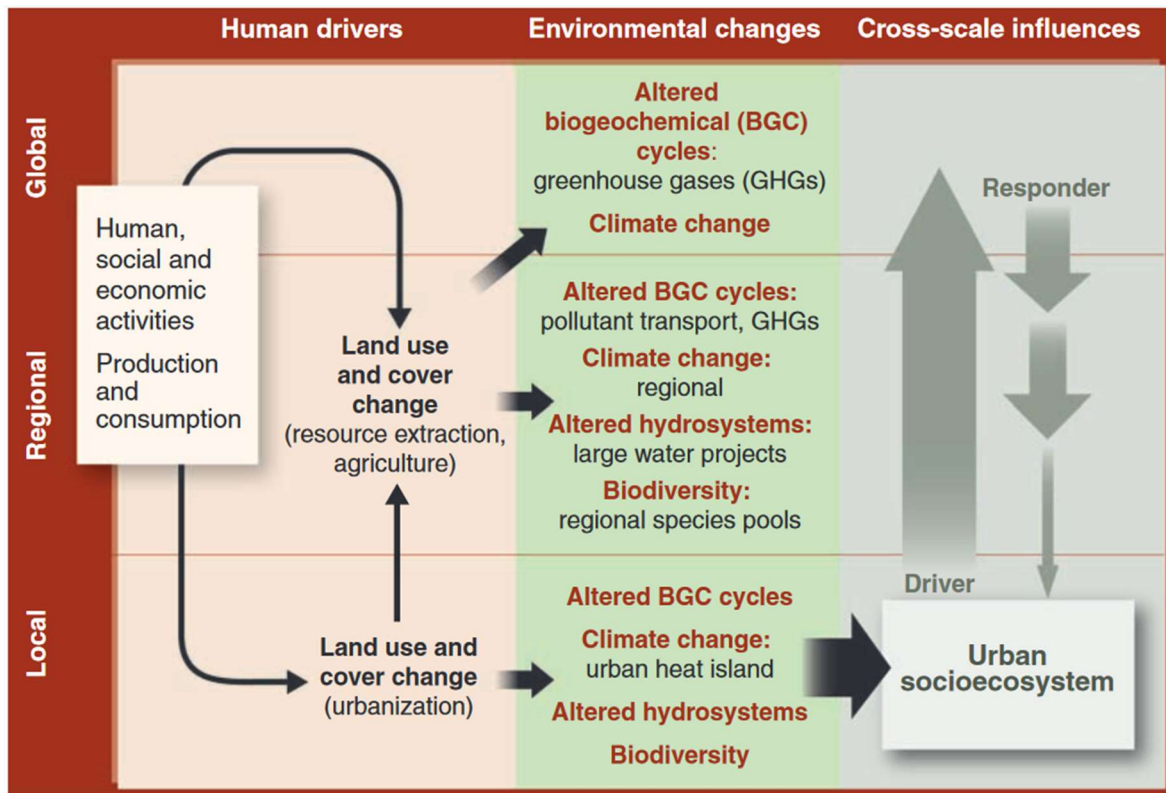 Human drivers
Environmental changes
Cross-scale influences
Global
Regional
Local
Human,
social and
economic
activities
Production
and
consumption
Land use
and cover
change
(resource extraction,
agriculture)
Land use and
cover change
(urbanization)
Altered
biogeochemical (BGC)
cycles:
greenhouse gases (GHGs)
Climate change
Altered BGC cycles:
pollutant transport, GHGs
Climate change:
regional
Altered hydrosystems:
large water projects
Biodiversity:
regional species pools
Altered BGC cycles
Climate change:
urban heat island
Altered hydrosystems
Biodiversity
Responder
Driver
Urban
socioecosystem